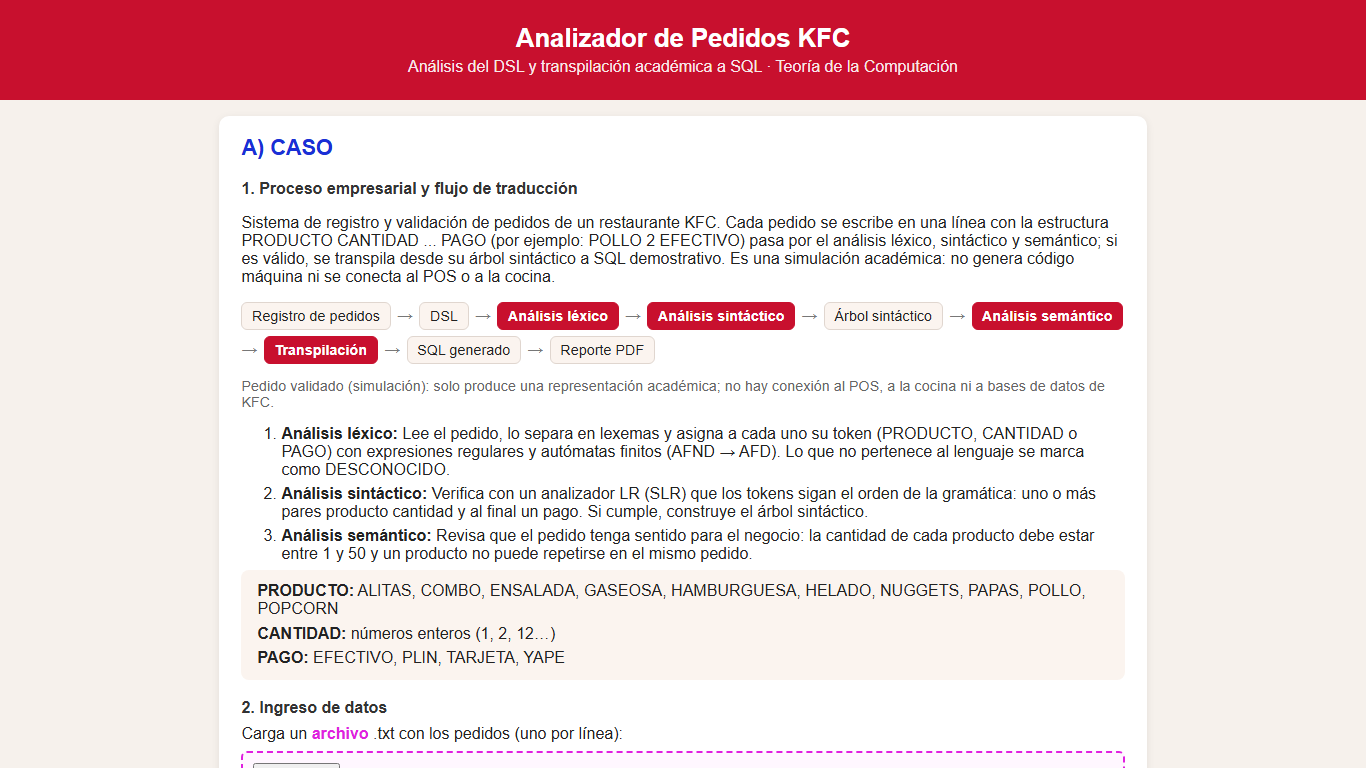 Analizador de Pedidos KFC
Análisis del DSL y transpilación académica a SQL · Teoría de la Computación
A) CASO
1. Proceso empresarial y flujo de traducción
Sistema de registro y validación de pedidos de un restaurante KFC. Cada pedido se escribe en una línea con la estructura
PRODUCTO CANTIDAD ... PAGO (por ejemplo: POLLO 2 EFECTIVO) pasa por el análisis léxico, sintáctico y semántico; si
es válido, se transpila desde su árbol sintáctico a SQL demostrativo. Es una simulación académica: no genera código
máquina ni se conecta al POS o a la cocina.
Registro de pedidos → DSL → Análisis léxico → Análisis sintáctico → Árbol sintáctico → Análisis semántico
→ Transpilación → SQL generado → Reporte PDF
Pedido validado (simulación): solo produce una representación académica; no hay conexión al POS, a la cocina ni a bases de datos de
KFC.
1. Análisis léxico: Lee el pedido, lo separa en lexemas y asigna a cada uno su token (PRODUCTO, CANTIDAD o
PAGO) con expresiones regulares y autómatas finitos (AFND → AFD). Lo que no pertenece al lenguaje se marca
como DESCONOCIDO.
2. Análisis sintáctico: Verifica con un analizador LR (SLR) que los tokens sigan el orden de la gramática: uno o más
pares producto cantidad y al final un pago. Si cumple, construye el árbol sintáctico.
3. Análisis semántico: Revisa que el pedido tenga sentido para el negocio: la cantidad de cada producto debe estar
entre 1 y 50 y un producto no puede repetirse en el mismo pedido.
PRODUCTO: ALITAS, COMBO, ENSALADA, GASEOSA, HAMBURGUESA, HELADO, NUGGETS, PAPAS, POLLO,
POPCORN
CANTIDAD: números enteros (1, 2, 12…)
PAGO: EFECTIVO, PLIN, TARJETA, YAPE
2. Ingreso de datos
Carga un archivo .txt con los pedidos (uno por línea):